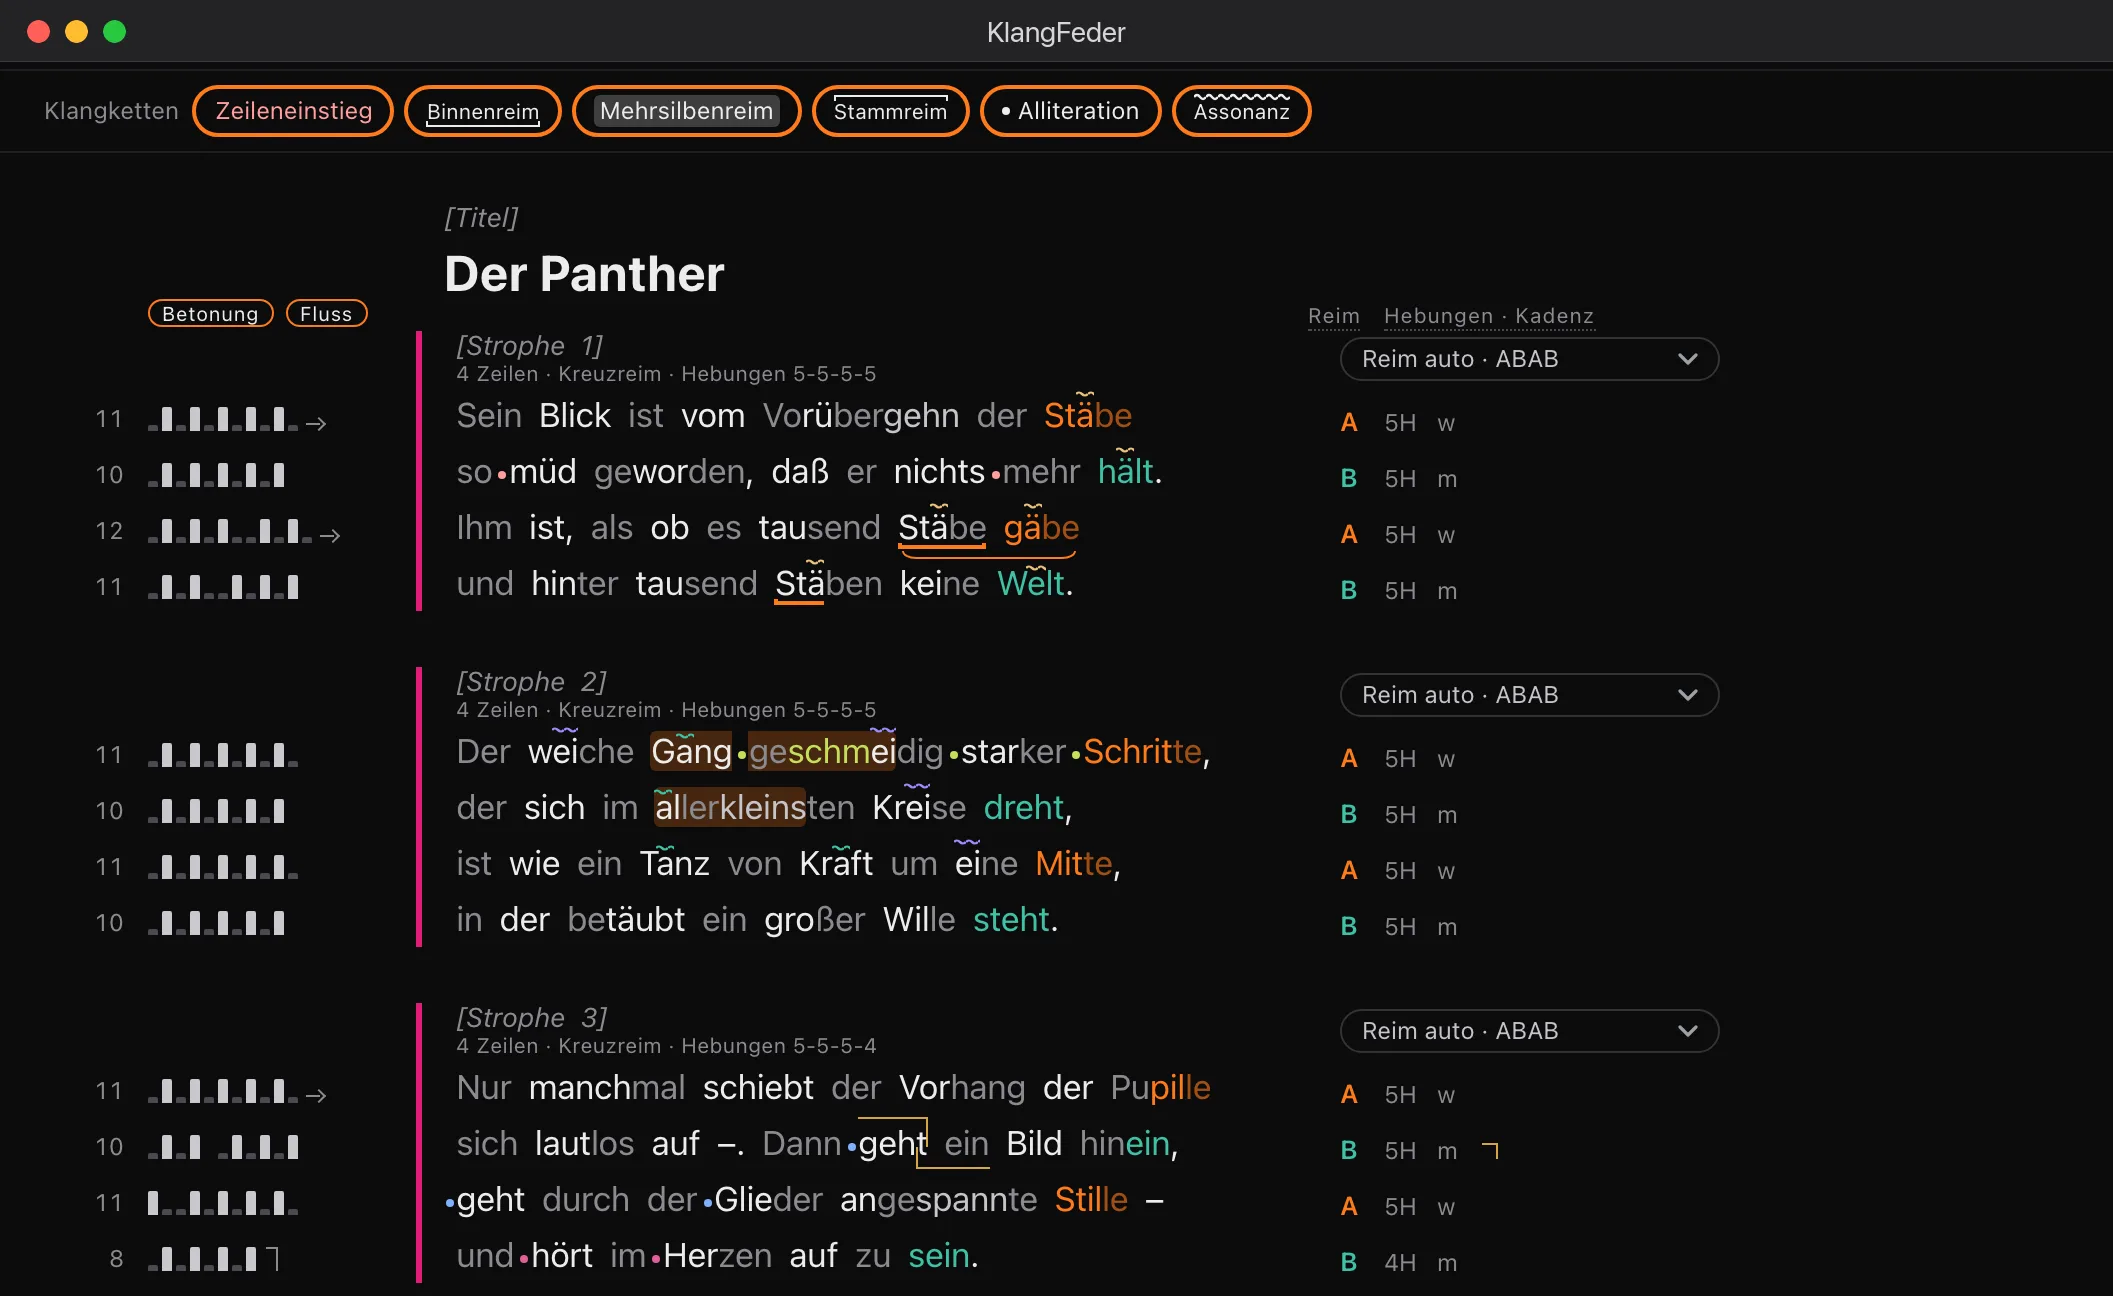 KlangFeder
Klangketten Zeileneinstieg Binnenreim Mehrsilbenreim Stammreim • Alliteration Assonanz
[Titel]
Der Panther
Betonung Fluss
Reim Hebungen · Kadenz
[Strophe 1]
4 Zeilen · Kreuzreim · Hebungen 5-5-5-5
Reim auto · ABAB
11 → Sein Blick ist vom Vorübergehn der Stäbe A 5H w
10 so •müd geworden, daß er nichts •mehr hält. B 5H m
12 → Ihm ist, als ob es tausend Stäbe gäbe A 5H w
11 und hinter tausend Stäben keine Welt. B 5H m
[Strophe 2]
4 Zeilen · Kreuzreim · Hebungen 5-5-5-5
Reim auto · ABAB
11 Der weiche Gang •geschmeidig •starker •Schritte, A 5H w
10 der sich im allerkleinsten Kreise dreht, B 5H m
11 ist wie ein Tanz von Kraft um eine Mitte, A 5H w
10 in der betäubt ein großer Wille steht. B 5H m
[Strophe 3]
4 Zeilen · Kreuzreim · Hebungen 5-5-5-4
Reim auto · ABAB
11 → Nur manchmal schiebt der Vorhang der Pupille A 5H w
10 sich lautlos auf –. Dann •geht ein Bild hinein, B 5H m
11 •geht durch der •Glieder angespannte Stille – A 5H w
8 und •hört im •Herzen auf zu sein. B 4H m